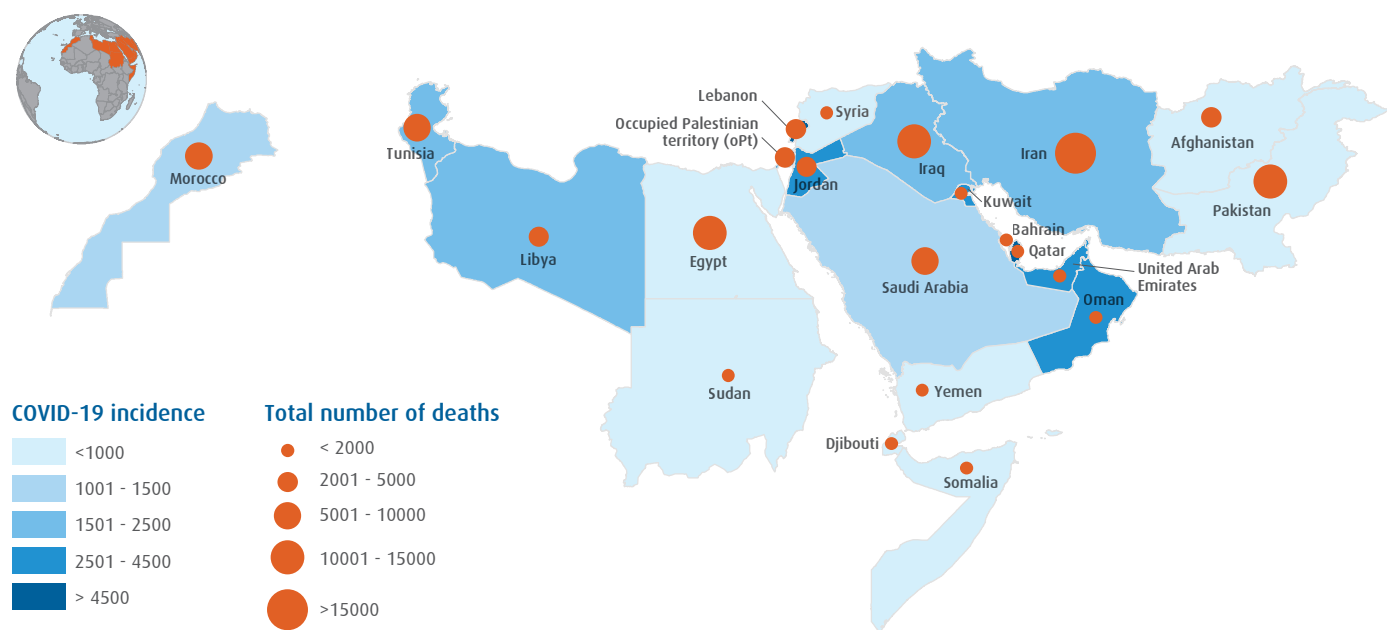 Lebanon
Syria
Occupied Palestinian
territory (oPt)
Tunisia
Morocco
Jordan
Iraq
Iran
Afghanistan
Pakistan
Kuwait
Bahrain
Qatar
Libya
Egypt
Saudi Arabia
United Arab
Emirates
Oman
Sudan
Yemen
Djibouti
Somalia
COVID-19 incidence
<1000
1001 - 1500
1501 - 2500
2501 - 4500
> 4500
Total number of deaths
< 2000
2001 - 5000
5001 - 10000
10001 - 15000
>15000